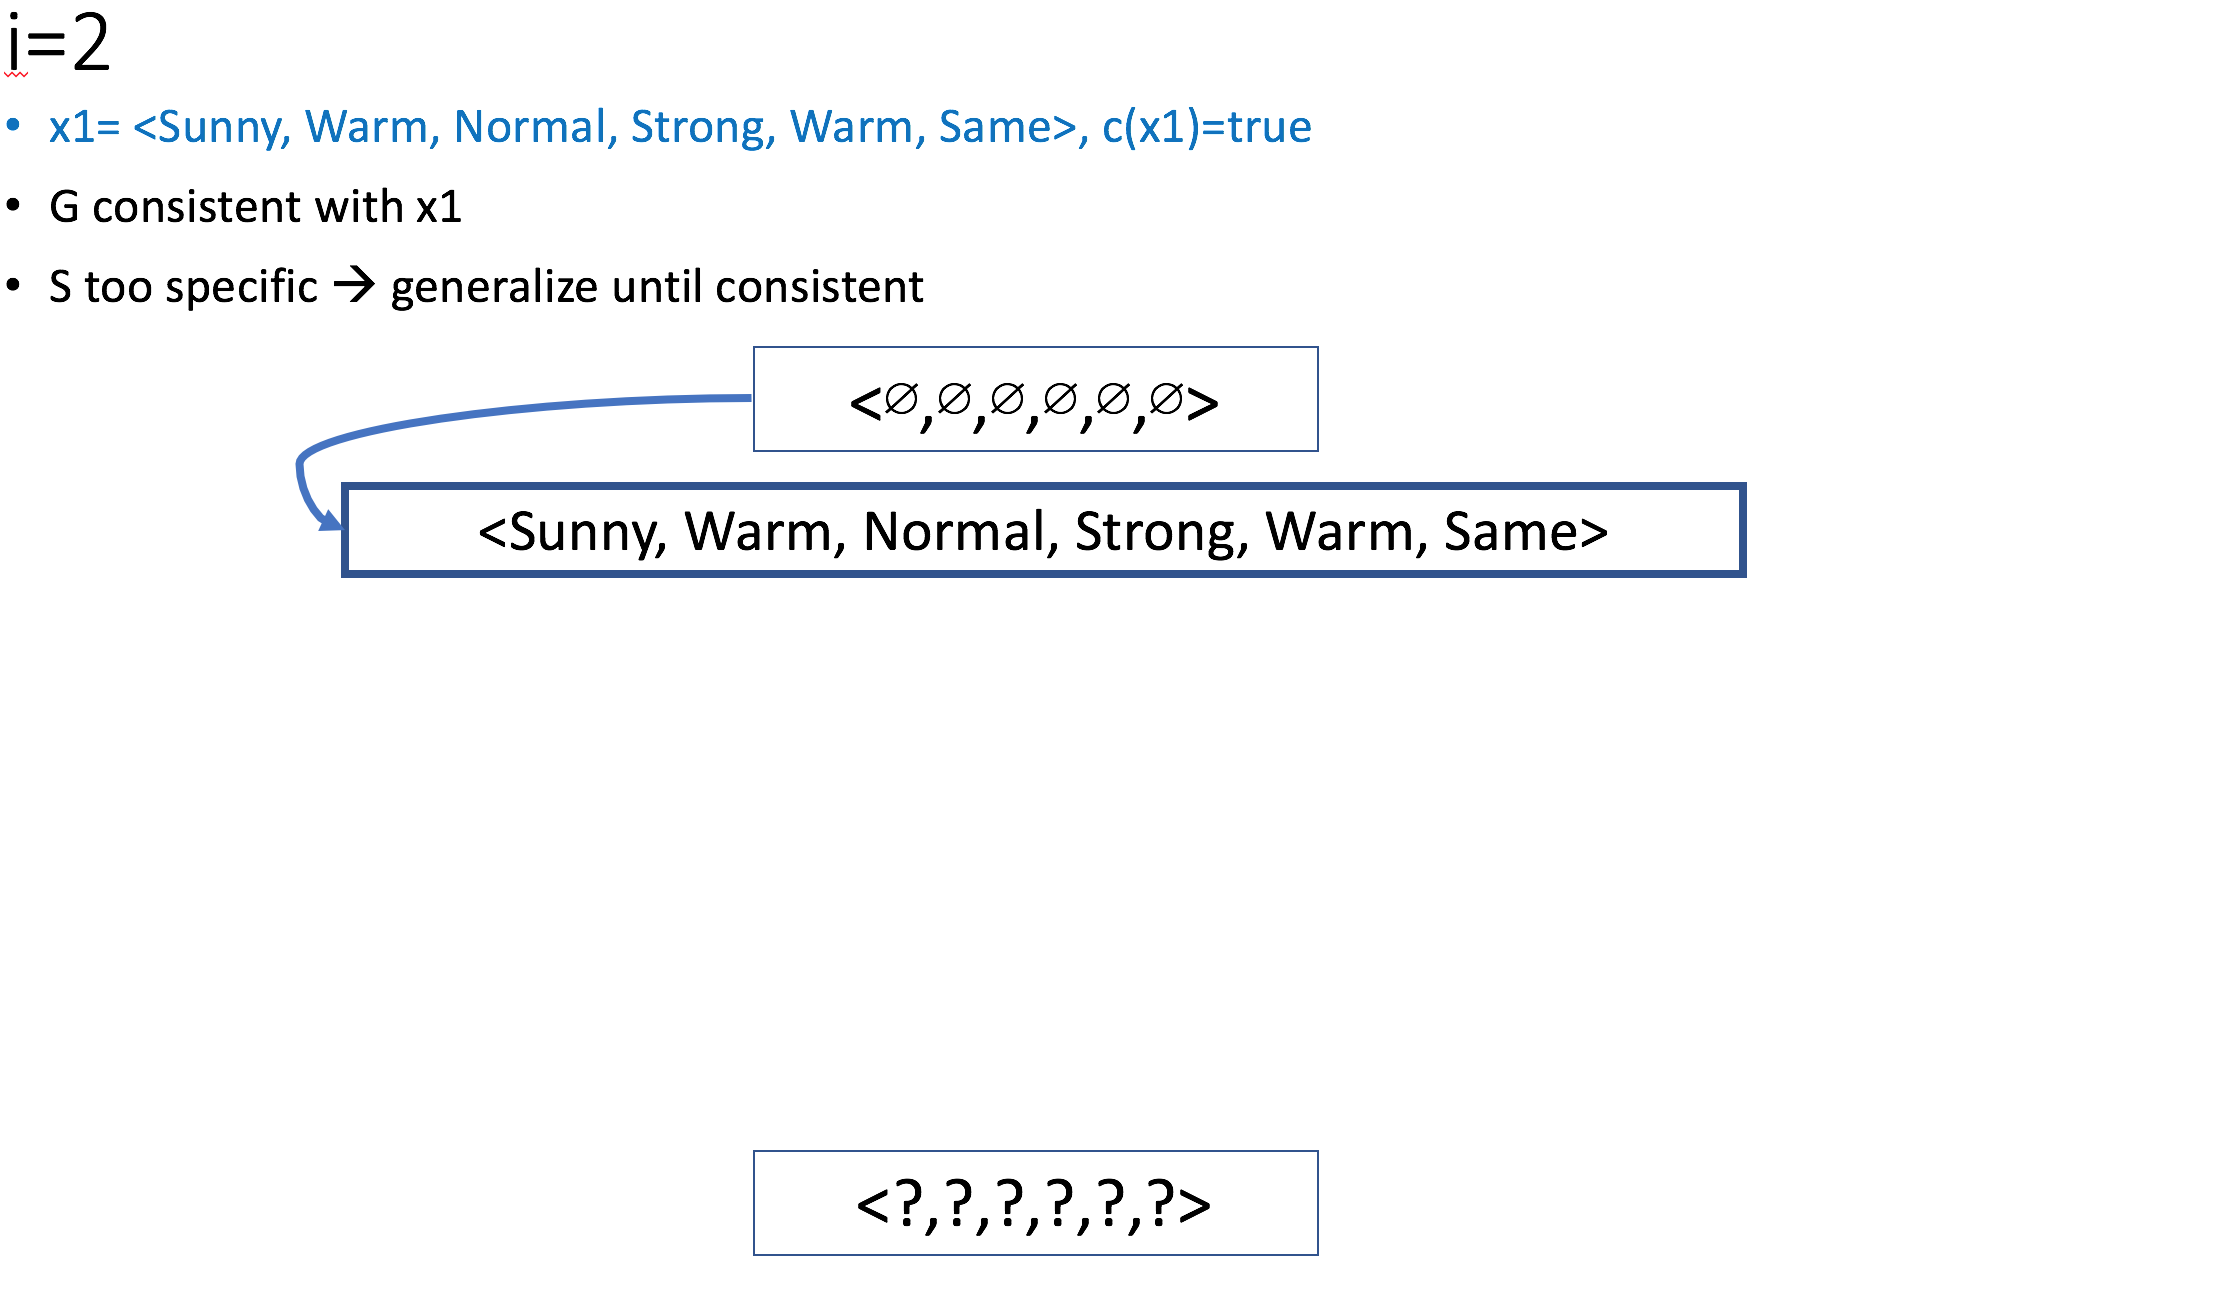 i=2
• x1= <Sunny, Warm, Normal, Strong, Warm, Same>, c(x1)=true
• G consistent with x1
• S too specific → generalize until consistent
<∅,∅,∅,∅,∅,∅>
<Sunny, Warm, Normal, Strong, Warm, Same>
<?,?,?,?,?,?>